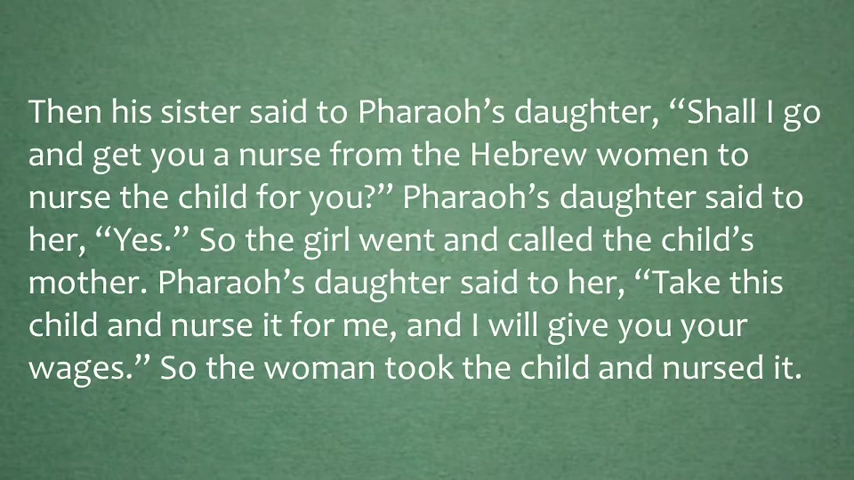 Then his sister said to Pharaoh’s daughter, “Shall I go
and get you a nurse from the Hebrew women to
nurse the child for you?” Pharaoh’s daughter said to
her, “Yes.” So the girl went and called the child’s
mother. Pharaoh’s daughter said to her, “Take this
child and nurse it for me, and I will give you your
wages.” So the woman took the child and nursed it.